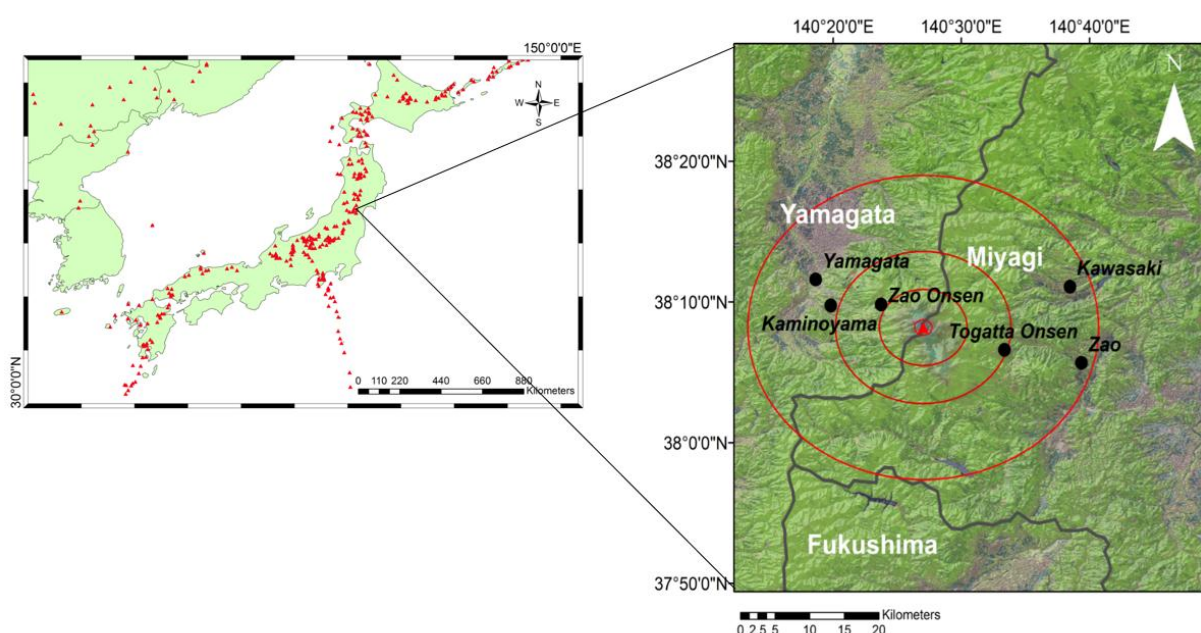 150°0'0"E
N
W E
S
30°0'0"N
0 110 220 440 660 880
Kilometers
140°20'0"E 140°30'0"E 140°40'0"E
N
38°20'0"N
Yamagata
Miyagi
Yamagata
Kawasaki
38°10'0"N
Zao Onsen
Kaminoyama
Togatta Onsen
Zao
38°0'0"N
Fukushima
37°50'0"N
Kilometers
0 2.5 5 10 15 20